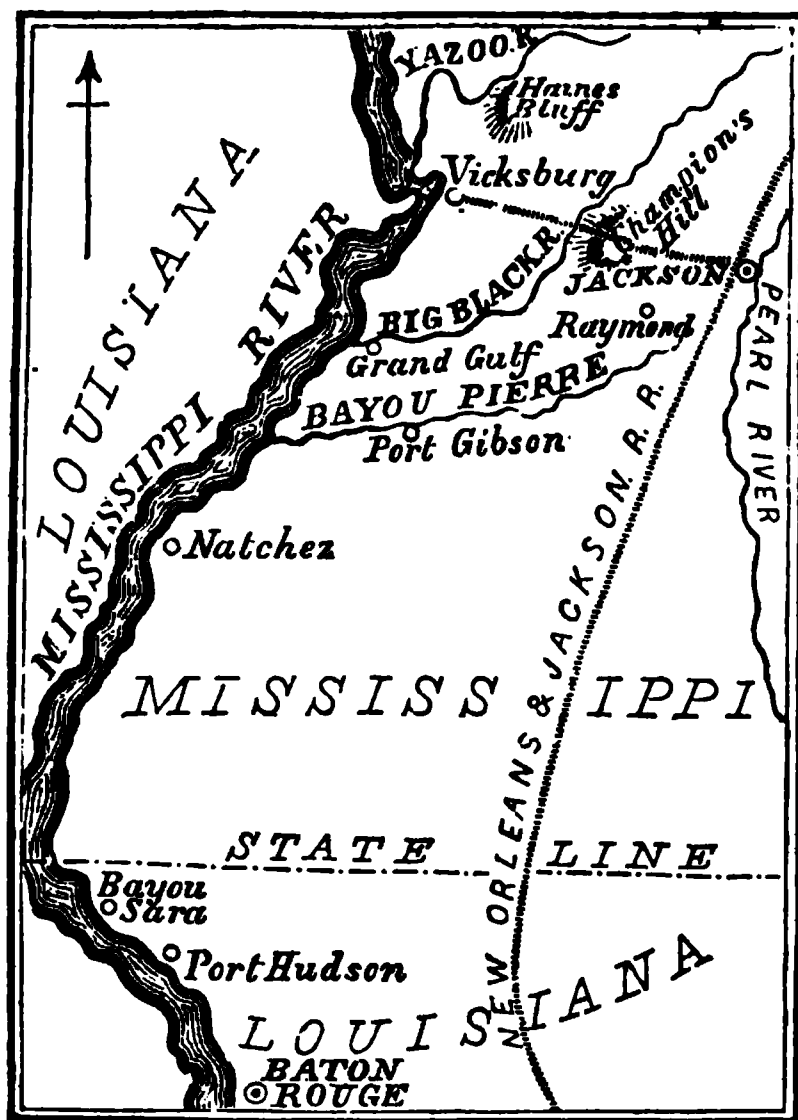 YAZOO R.
Haines
Bluff
Vicksburg
Champion's
Hill
LOUISIANA
MISSISSIPPI RIVER
BIG BLACK R.
JACKSON
Raymond
PEARL RIVER
Grand Gulf
BAYOU PIERRE
Port Gibson
NEW ORLEANS & JACKSON. R. R.
Natchez
MISSISSIPPI
STATE LINE
Bayou
Sara
Port Hudson
LOUISIANA
BATON
ROUGE